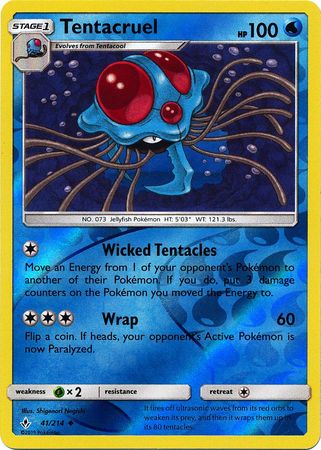 STAGE 1
Tentacruel
HP 100
Evolves from Tentacool
NO. 073 Jellyfish Pokémon HT: 5'03" WT: 121.3 lbs.
Wicked Tentacles
Move an Energy from 1 of your opponent's Pokémon to
another of their Pokémon. If you do, put 3 damage
counters on the Pokémon you moved the Energy to.
Wrap 60
Flip a coin. If heads, your opponent's Active Pokémon is
now Paralyzed.
weakness × 2 resistance retreat
Illus. Shigenori Negishi
41/214
©2019 Pokémon
It fires ultrasonic waves from its red orbs to
weaken its prey, and then it wraps them up in
its 80 tentacles.